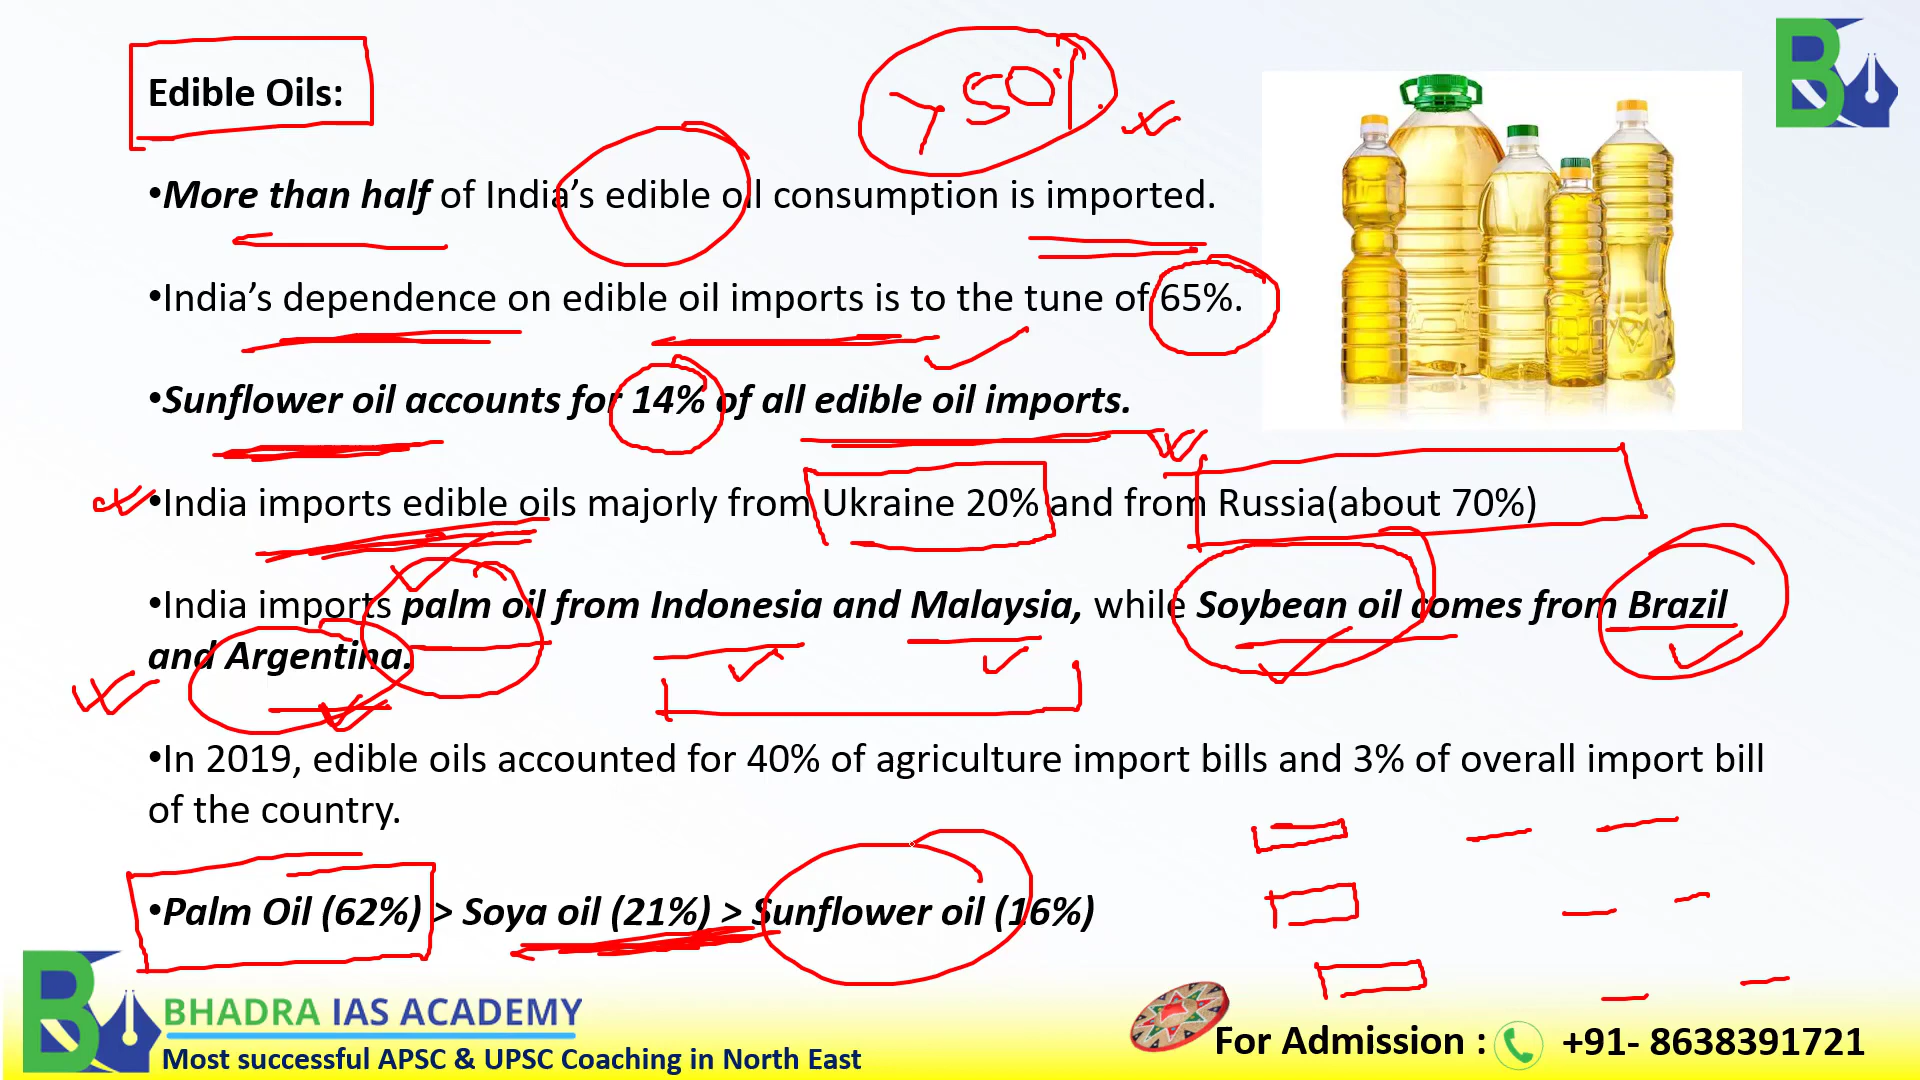 Edible Oils:
75%
•More than half of India's edible oil consumption is imported.
•India's dependence on edible oil imports is to the tune of 65%.
•Sunflower oil accounts for 14% of all edible oil imports.
•India imports edible oils majorly from Ukraine 20% and from Russia(about 70%)
•India imports palm oil from Indonesia and Malaysia, while Soybean oil comes from Brazil
and Argentina.
•In 2019, edible oils accounted for 40% of agriculture import bills and 3% of overall import bill
of the country.
•Palm Oil (62%) > Soya oil (21%) > Sunflower oil (16%)
BHADRA IAS ACADEMY
Most successful APSC & UPSC Coaching in North East
For Admission : +91- 8638391721